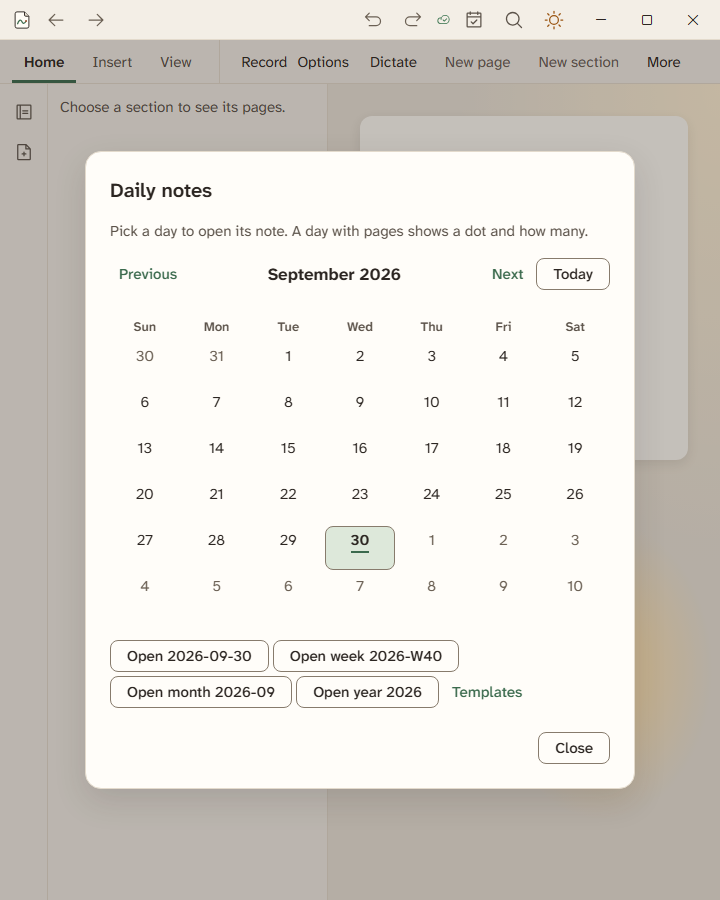 Home Insert View Record Options Dictate New page New section More
Choose a section to see its pages.
Daily notes
Pick a day to open its note. A day with pages shows a dot and how many.
Previous September 2026 Next Today
Sun Mon Tue Wed Thu Fri Sat
30 31 1 2 3 4 5
6 7 8 9 10 11 12
13 14 15 16 17 18 19
20 21 22 23 24 25 26
27 28 29 30 1 2 3
4 5 6 7 8 9 10
Open 2026-09-30 Open week 2026-W40
Open month 2026-09 Open year 2026 Templates
Close